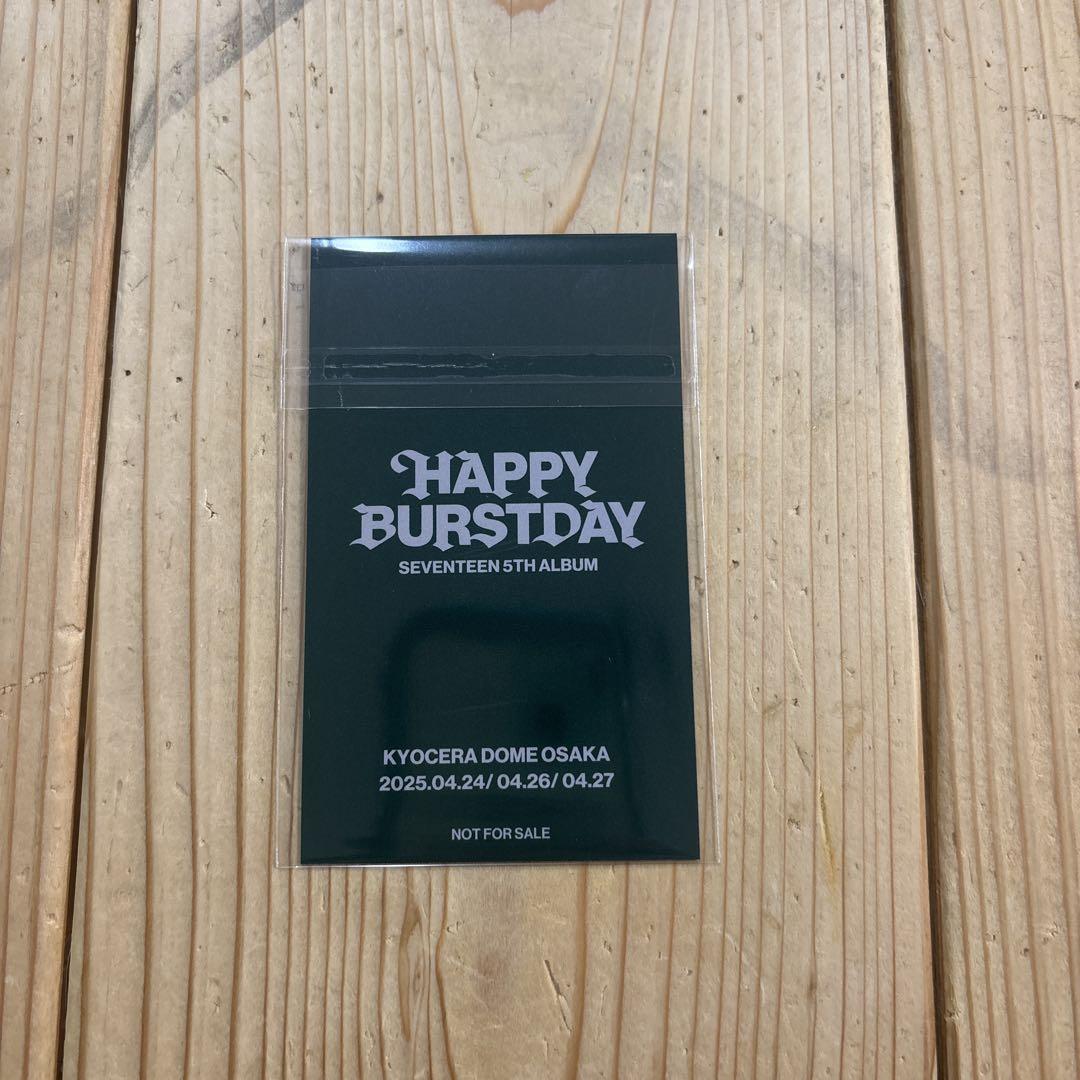 HAPPY
BURSTDAY
SEVENTEEN 5TH ALBUM
KYOCERA DOME OSAKA
2025.04.24/ 04.26/ 04.27
NOT FOR SALE